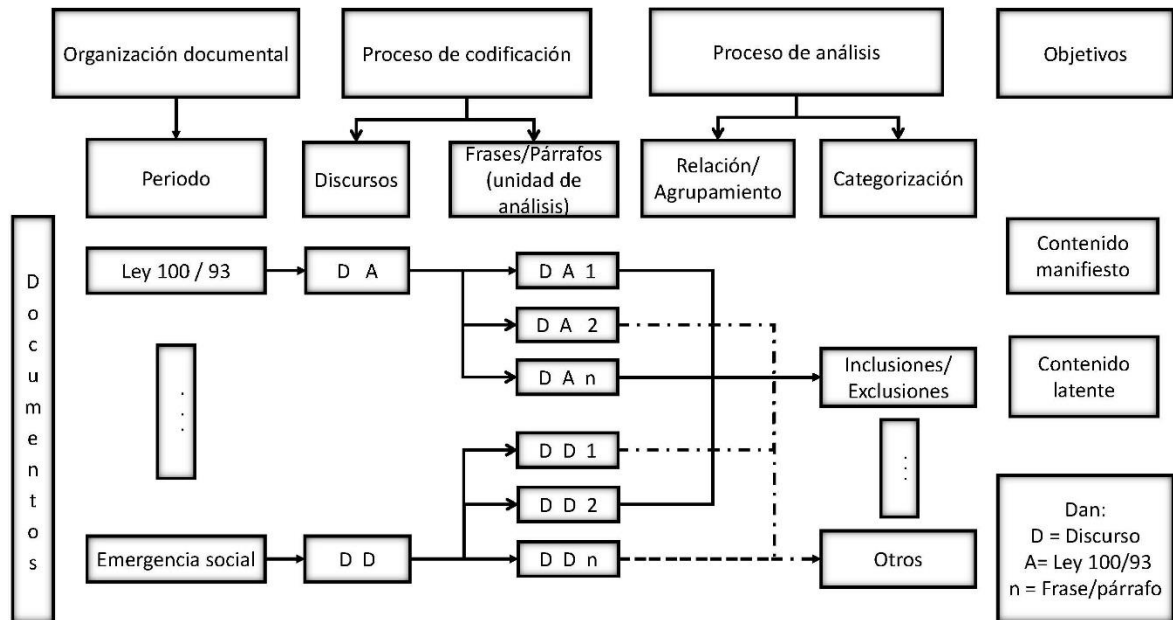 Organización documental
Proceso de codificación
Proceso de análisis
Objetivos
Periodo
Discursos
Frases/Párrafos
(unidad de
análisis)
Relación/
Agrupamiento
Categorización
Documentos
Ley 100 / 93
D A
D A 1
D A 2
D A n
Contenido
manifiesto
. . .
Inclusiones/
Exclusiones
Contenido
latente
D D 1
D D 2
. . .
Emergencia social
D D
D D n
Otros
Dan:
D = Discurso
A= Ley 100/93
n = Frase/párrafo